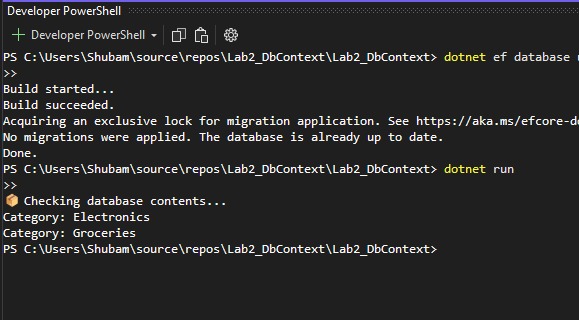 Developer PowerShell
+ Developer PowerShell
PS C:\Users\Shubam\source\repos\Lab2_DbContext\Lab2_DbContext> dotnet ef database
>>
Build started...
Build succeeded.
Acquiring an exclusive lock for migration application. See https://aka.ms/efcore-do
No migrations were applied. The database is already up to date.
Done.
PS C:\Users\Shubam\source\repos\Lab2_DbContext\Lab2_DbContext> dotnet run
>>
📦 Checking database contents...
Category: Electronics
Category: Groceries
PS C:\Users\Shubam\source\repos\Lab2_DbContext\Lab2_DbContext>